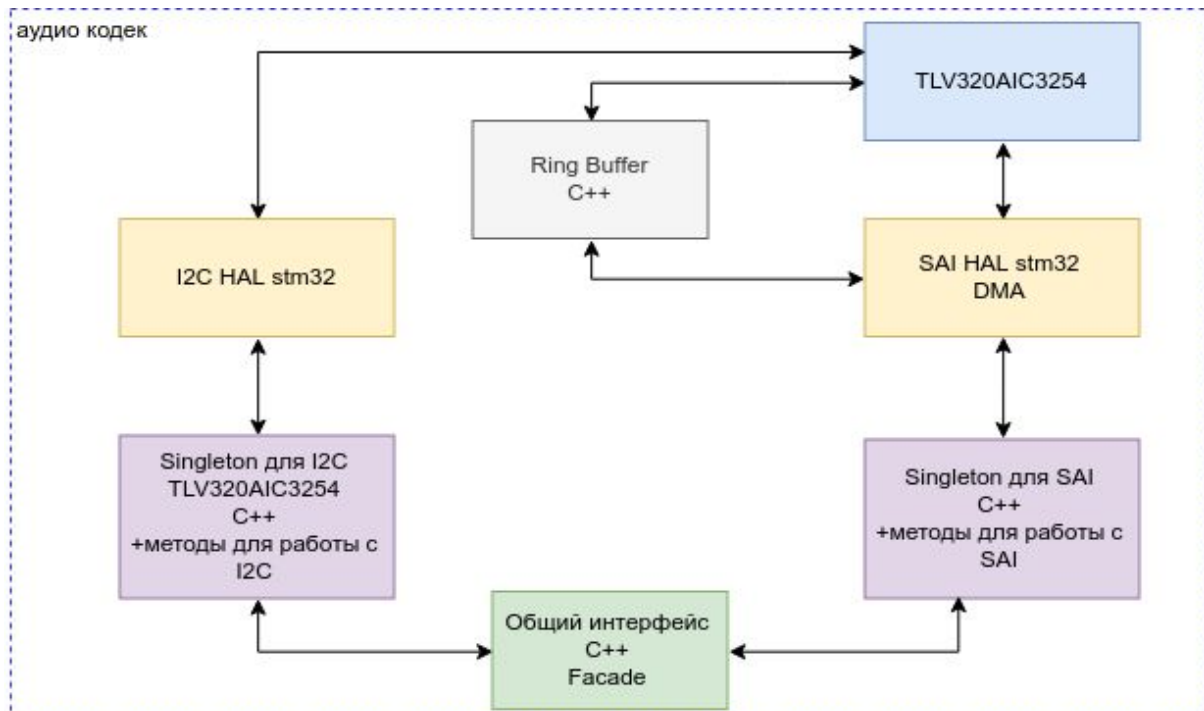 аудио кодек
TLV320AIC3254
Ring Buffer
C++
I2C HAL stm32
SAI HAL stm32
DMA
Singleton для I2C
TLV320AIC3254
C++
+методы для работы с
I2C
Singleton для SAI
C++
+методы для работы с
SAI
Общий интерфейс
C++
Facade